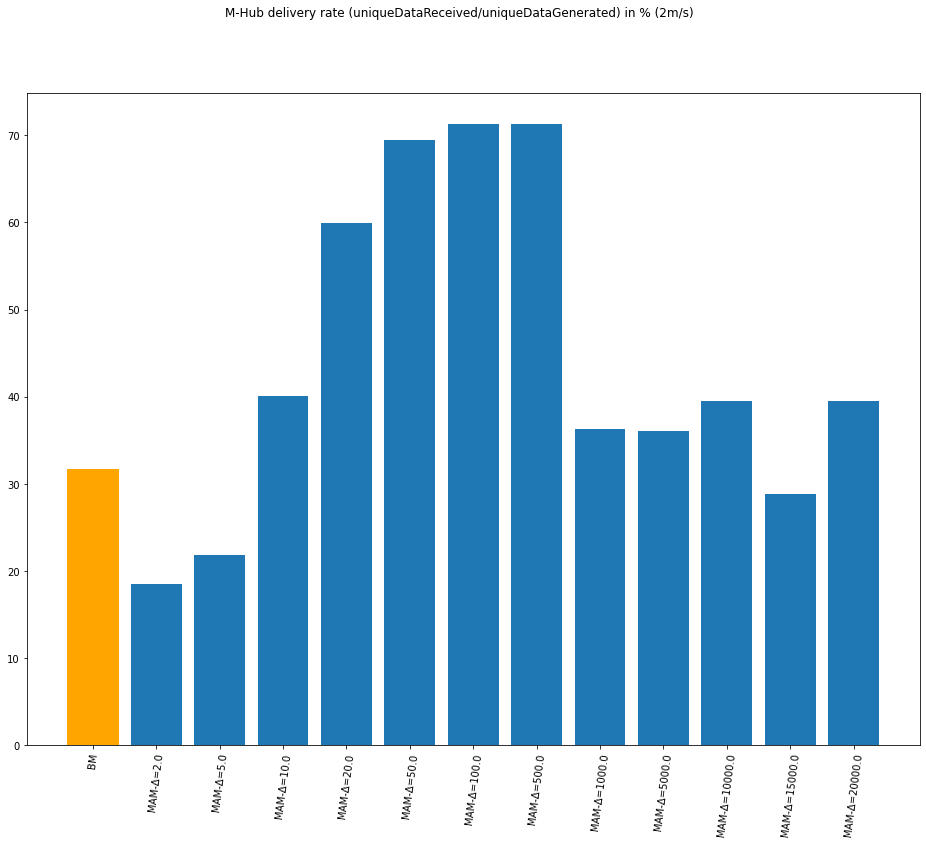 M-Hub delivery rate (uniqueDataReceived/uniqueDataGenerated) in % (2m/s)
70
60
50
40
30
20
10
0
BM
MAM-Δ=2.0
MAM-Δ=5.0
MAM-Δ=10.0
MAM-Δ=20.0
MAM-Δ=50.0
MAM-Δ=100.0
MAM-Δ=500.0
MAM-Δ=1000.0
MAM-Δ=5000.0
MAM-Δ=10000.0
MAM-Δ=15000.0
MAM-Δ=20000.0